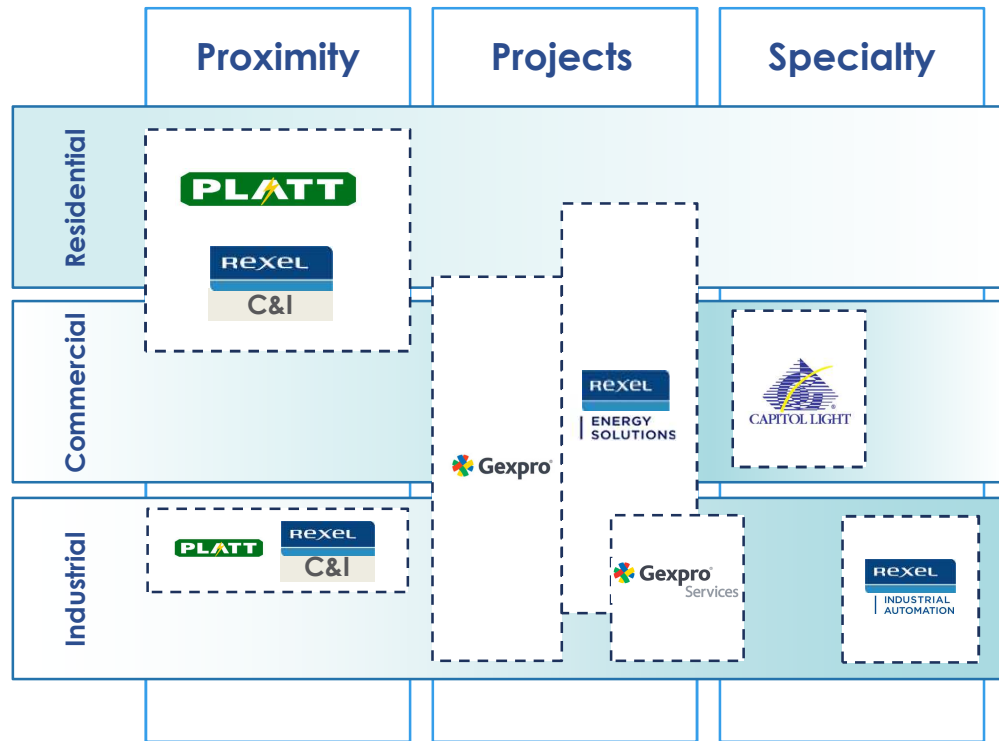 Proximity
Projects
Specialty
Residential
PLATT
REXEL
C&I
Commercial
Gexpro®
REXEL
ENERGY
SOLUTIONS
®
CAPITOL LIGHT
Industrial
PLATT
REXEL
C&I
Gexpro®
Services
REXEL
INDUSTRIAL
AUTOMATION